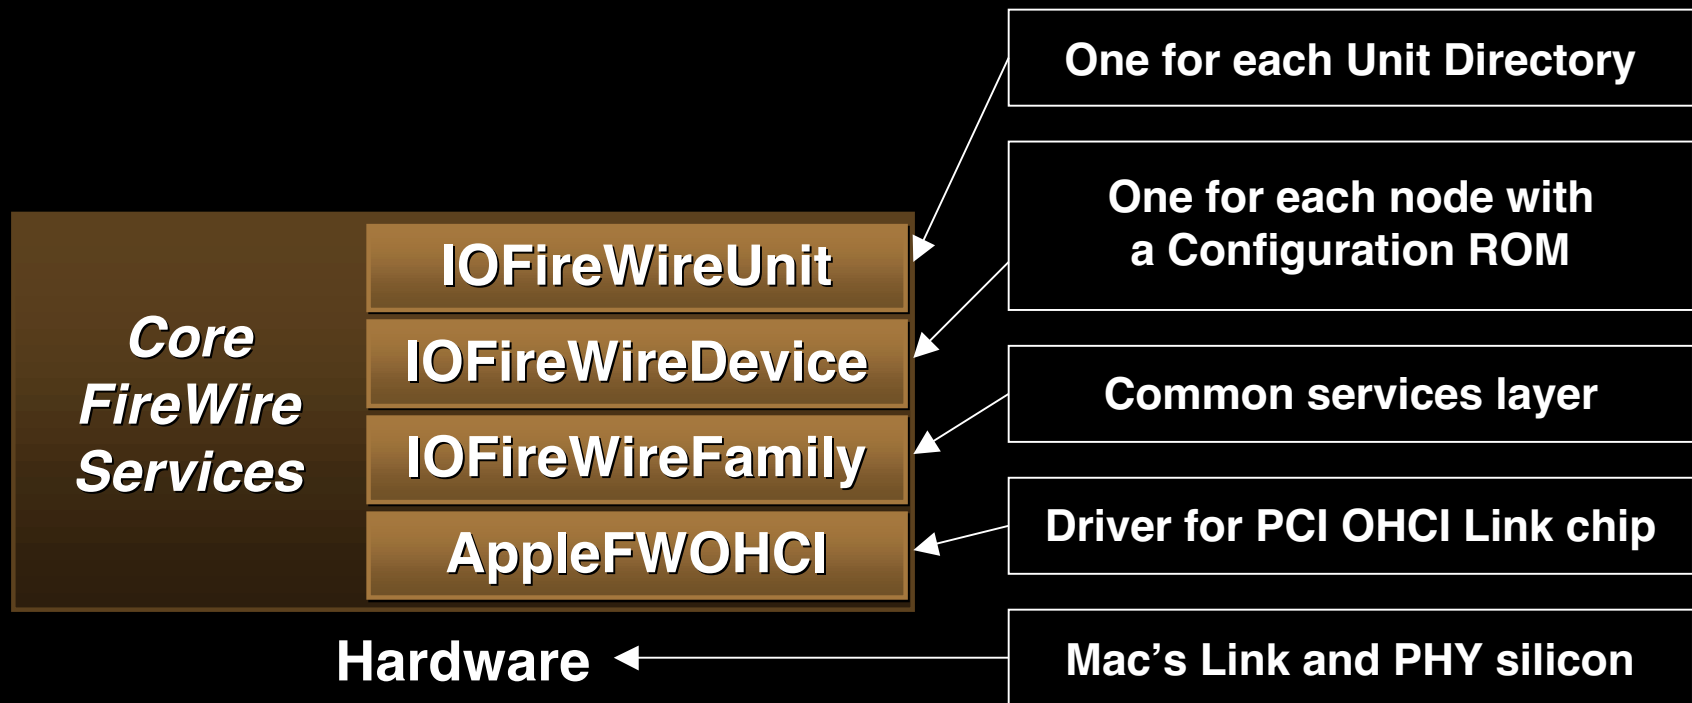 One for each Unit Directory
One for each node with
a Configuration ROM
Core
FireWire
Services
IOFireWireUnit
IOFireWireDevice
IOFireWireFamily
AppleFWOHCI
Common services layer
Driver for PCI OHCI Link chip
Hardware
Mac’s Link and PHY silicon